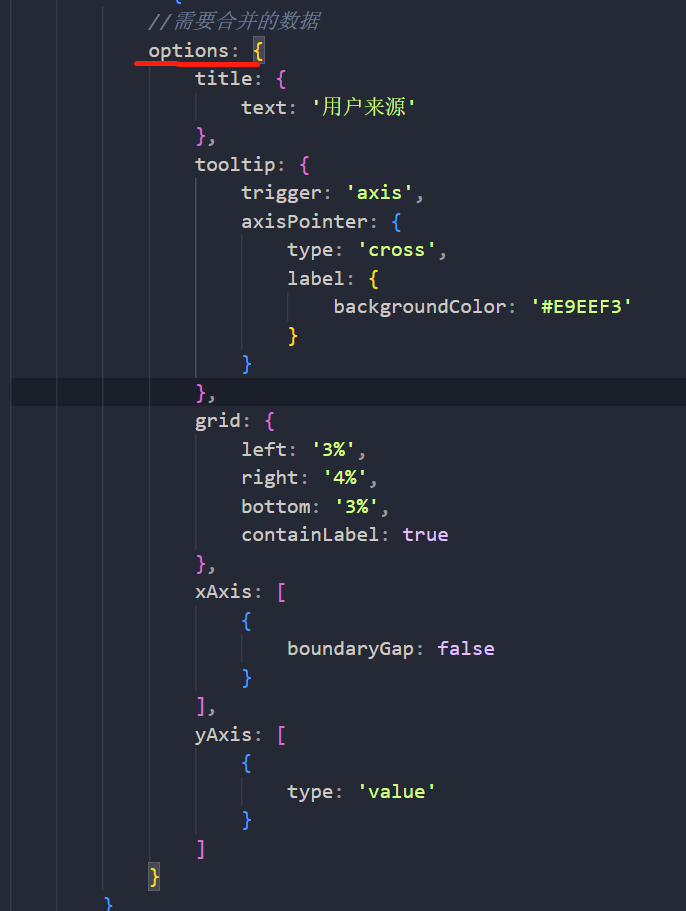 {
//需要合并的数据
options: {
title: {
text: '用户来源'
},
tooltip: {
trigger: 'axis',
axisPointer: {
type: 'cross',
label: {
backgroundColor: '#E9EEF3'
}
}
},
grid: {
left: '3%',
right: '4%',
bottom: '3%',
containLabel: true
},
xAxis: [
{
boundaryGap: false
}
],
yAxis: [
{
type: 'value'
}
]
}
}